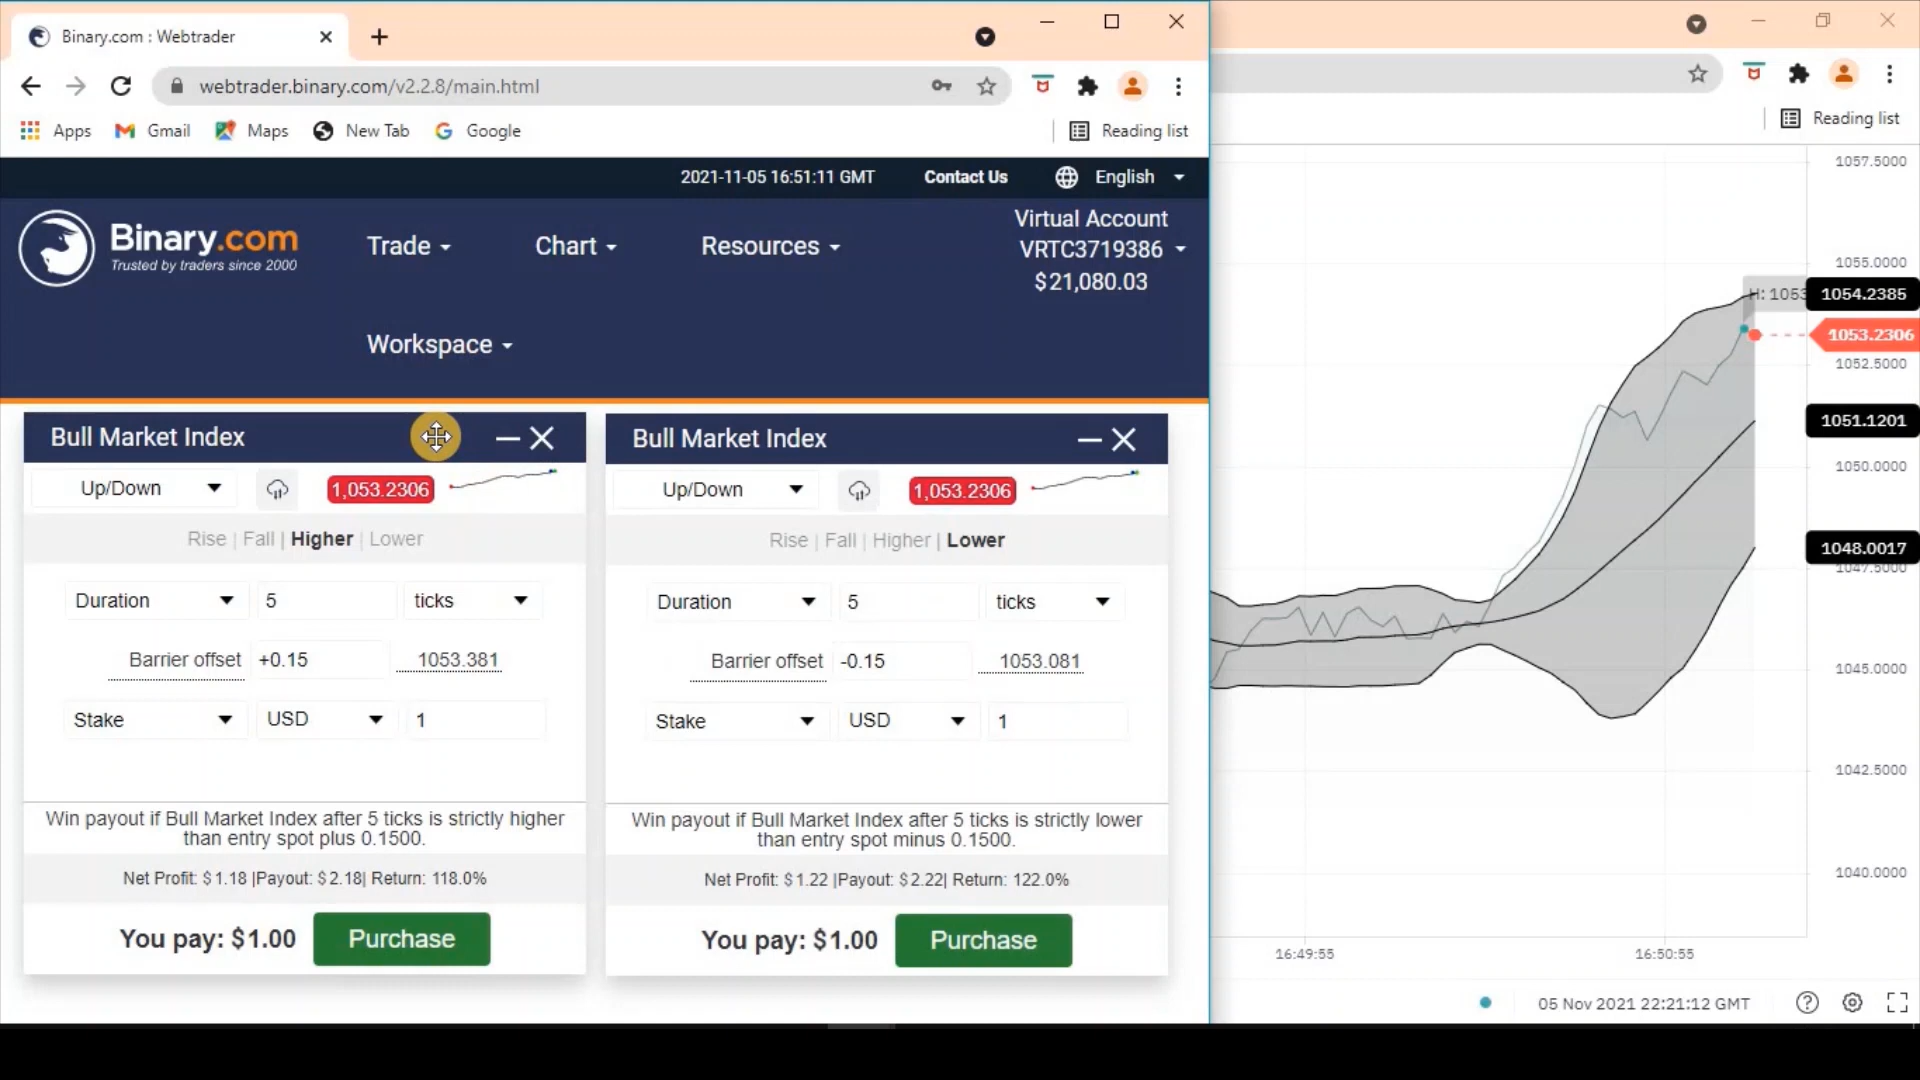 Binary.com : Webtrader
webtrader.binary.com/v2.2.8/main.html
Apps
Gmail
Maps
New Tab
Google
Reading list
Reading list
2021-11-05 16:51:11 GMT
Contact Us
English
Binary.com
Trusted by traders since 2000
Trade
Chart
Resources
Virtual Account
VRTC3719386
$21,080.03
Workspace
Bull Market Index
Up/Down
1,053.2306
Rise | Fall | Higher | Lower
Duration
5
ticks
Barrier offset
+0.15
1053.381
Stake
USD
1
Win payout if Bull Market Index after 5 ticks is strictly higher
than entry spot plus 0.1500.
Net Profit: $1.18 |Payout: $2.18| Return: 118.0%
You pay: $1.00
Purchase
Bull Market Index
Up/Down
1,053.2306
Rise | Fall | Higher | Lower
Duration
5
ticks
Barrier offset
-0.15
1053.081
Stake
USD
1
Win payout if Bull Market Index after 5 ticks is strictly lower
than entry spot minus 0.1500.
Net Profit: $1.22 |Payout: $2.22| Return: 122.0%
You pay: $1.00
Purchase
1057.5000
1055.0000
H: 1053
1054.2385
1053.2306
1052.5000
1051.1201
1050.0000
1048.0017
1047.5000
1045.0000
1042.5000
1040.0000
16:49:55
16:50:55
05 Nov 2021 22:21:12 GMT